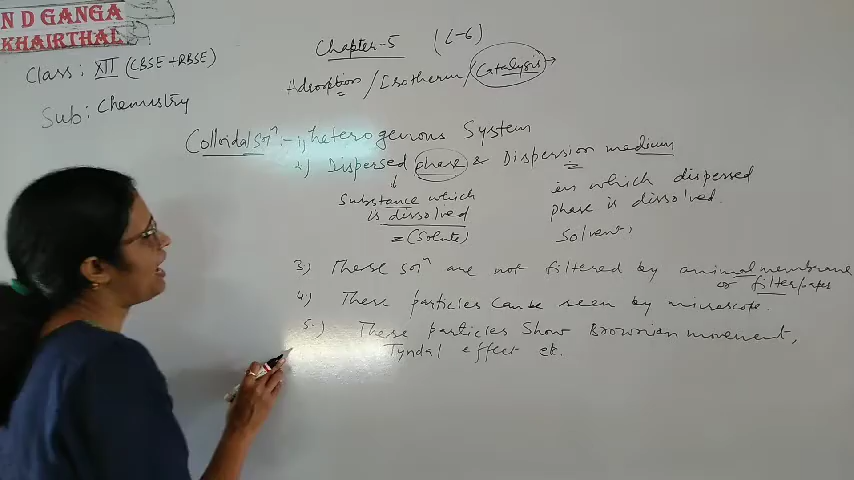 N D GANGA
KHAIRTHAL
Class: XII (CBSE+RBSE)
Sub: Chemistry
Chapter-5 (L-6)
Adsorption / Isotherm / Catalysis →
Colloidal Solⁿ :- 1) heterogenous System
2) Dispersed phase & Dispersion medium
↓
Substance which
is dissolved
= (Solute)
in which dispersed
phase is dissolved.
Solvent,
3) These Solⁿ are not filtered by animal membrane
or filterpaper
4) These particles Can be seen by microscope.
5.) These particles Show Brownian movement,
Tyndal effect etc.